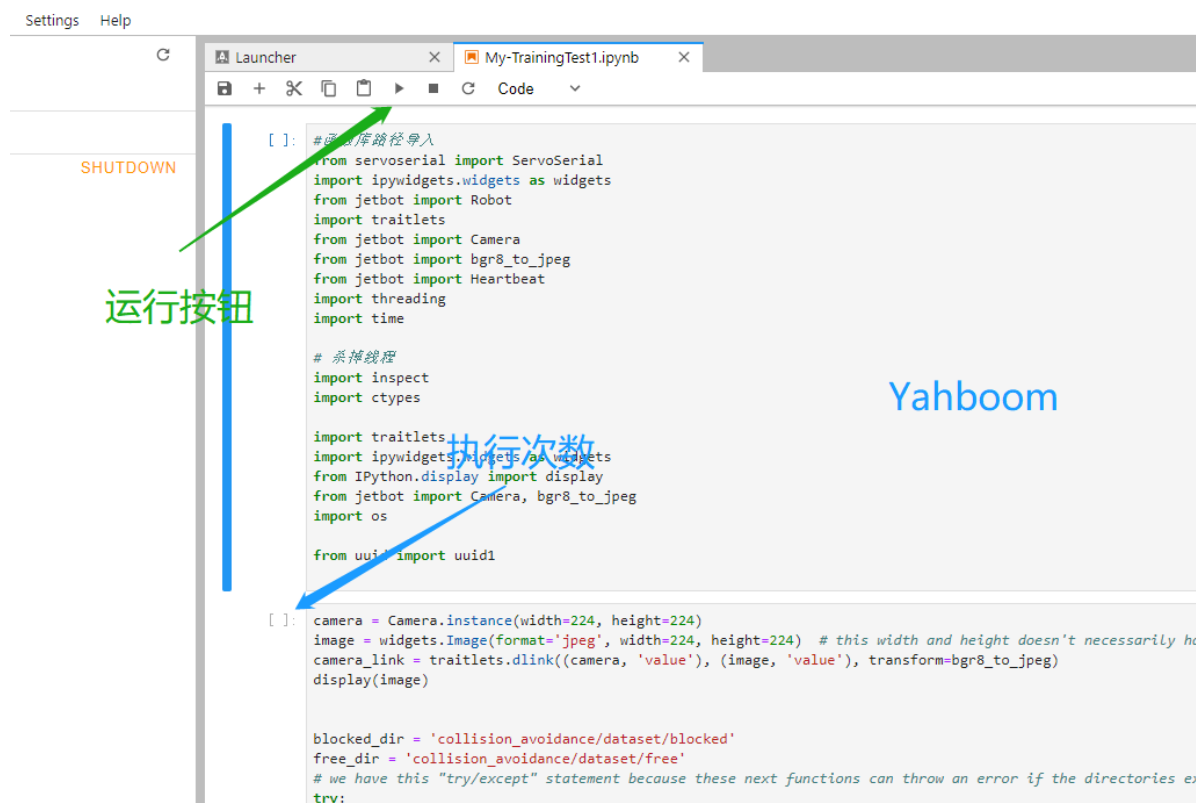 Settings Help
Launcher
My-TrainingTest1.ipynb
Code
SHUTDOWN
运行按钮
[ ]:
#函数库路径导入
from servoserial import ServoSerial
import ipywidgets.widgets as widgets
from jetbot import Robot
import traitlets
from jetbot import Camera
from jetbot import bgr8_to_jpeg
from jetbot import Heartbeat
import threading
import time
# 杀掉线程
import inspect
import ctypes
Yahboom
import traitlets
执行次数
import ipywidgets.widgets as widgets
from IPython.display import display
from jetbot import Camera, bgr8_to_jpeg
import os
from uuid import uuid1
[ ]:
camera = Camera.instance(width=224, height=224)
image = widgets.Image(format='jpeg', width=224, height=224) # this width and height doesn't necessarily
camera_link = traitlets.dlink((camera, 'value'), (image, 'value'), transform=bgr8_to_jpeg)
display(image)
blocked_dir = 'collision_avoidance/dataset/blocked'
free_dir = 'collision_avoidance/dataset/free'
# we have this "try/except" statement because these next functions can throw an error if the directories
try: